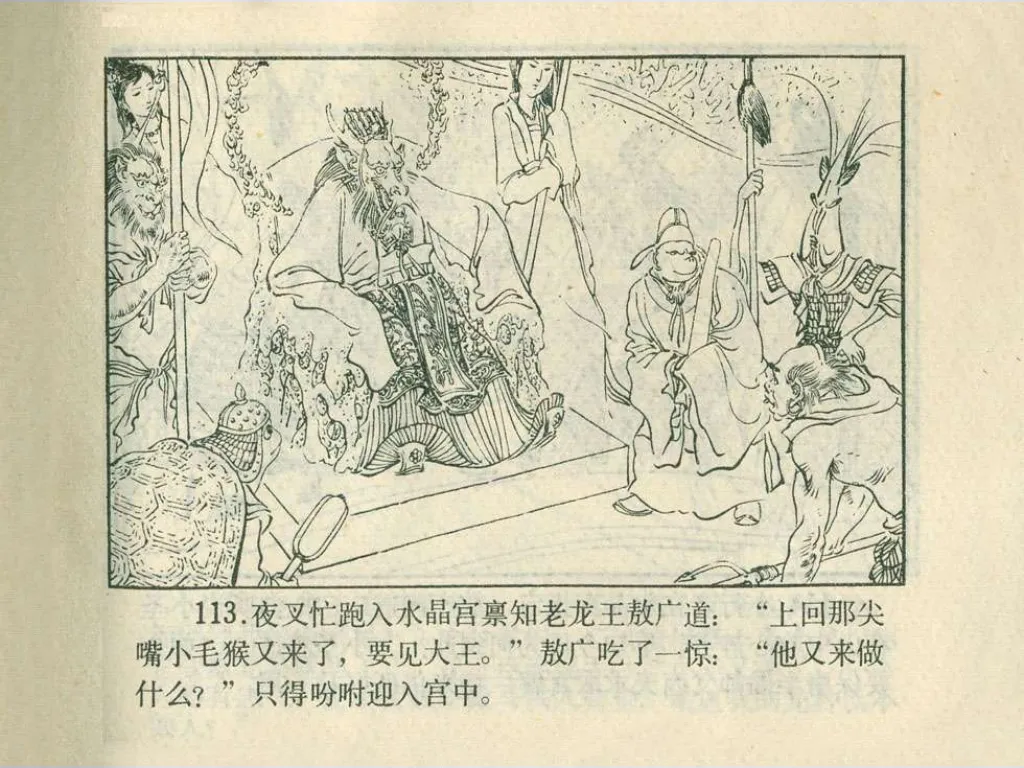 113.夜叉忙跑入水晶宫禀知老龙王敖广道：“上回那尖
嘴小毛猴又来了，要见大王。”敖广吃了一惊：“他又来做
什么？”只得吩咐迎入宫中。